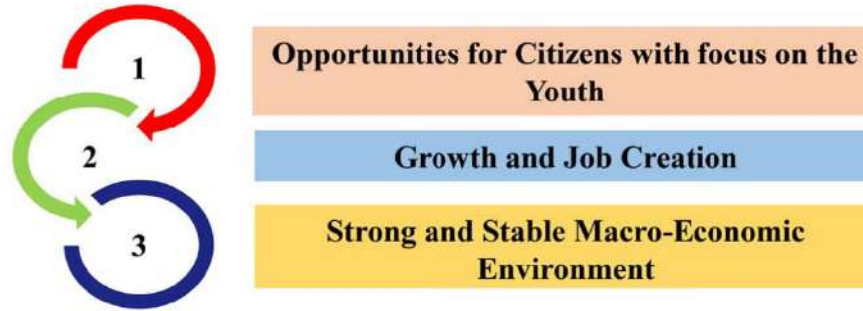 1
Opportunities for Citizens with focus on the
Youth
2
Growth and Job Creation
3
Strong and Stable Macro-Economic
Environment